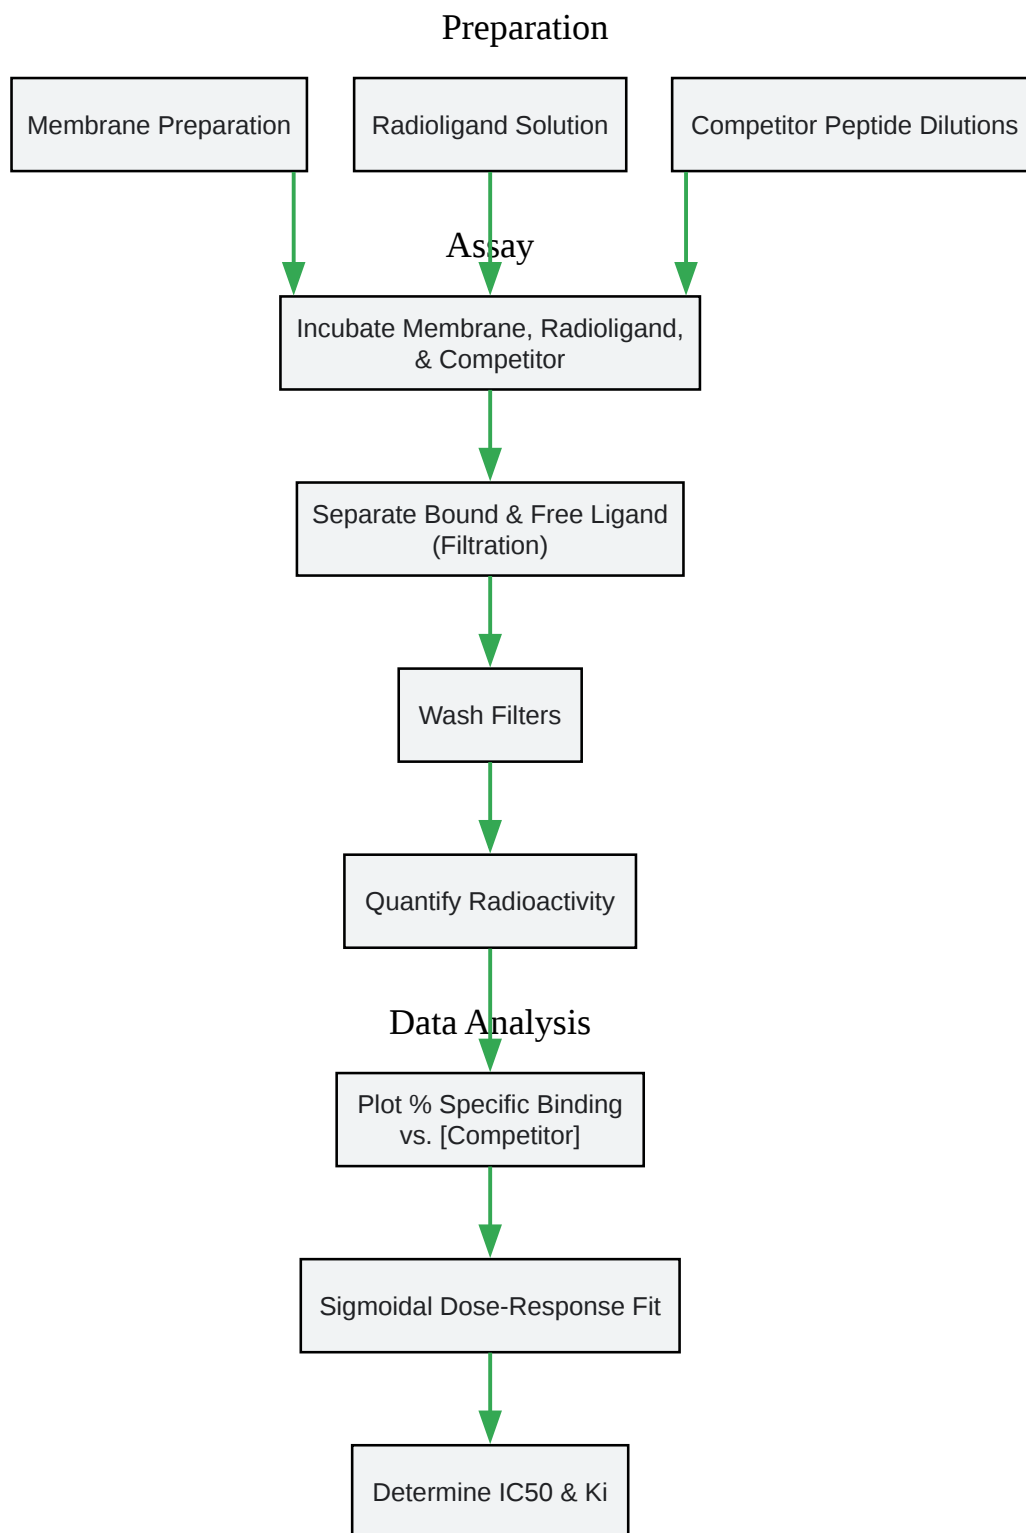 Preparation
Membrane Preparation
Radioligand Solution
Competitor Peptide Dilutions
Assay
Incubate Membrane, Radioligand,
& Competitor
Separate Bound & Free Ligand
(Filtration)
Wash Filters
Quantify Radioactivity
Data Analysis
Plot % Specific Binding
vs. [Competitor]
Sigmoidal Dose-Response Fit
Determine IC50 & Ki